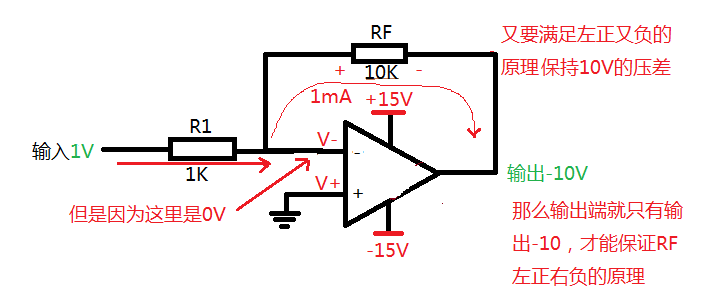 RF
又要满足左正又负的
原理 保持10V的压差
+ 10K -
1mA
+15V
R1
输入1V
V-
-
1K
V+
+
输出-10V
但是因为这里是0V
-15V
那么输出端就只有输
出-10，才能保证RF
左正右负的原理